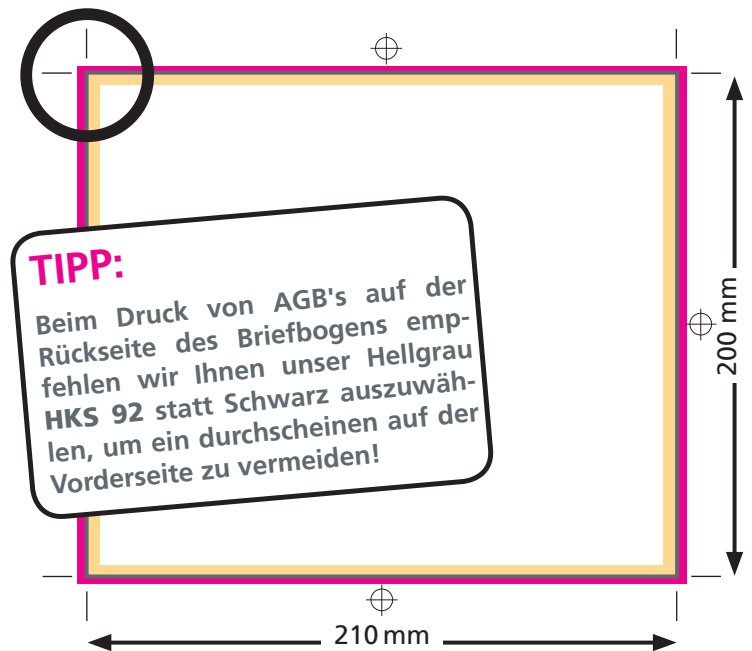 TIPP:
Beim Druck von AGB's auf der
Rückseite des Briefbogens emp-
fehlen wir Ihnen unser Hellgrau
HKS 92 statt Schwarz auszuwäh-
len, um ein durchscheinen auf der
Vorderseite zu vermeiden!
200 mm
210 mm